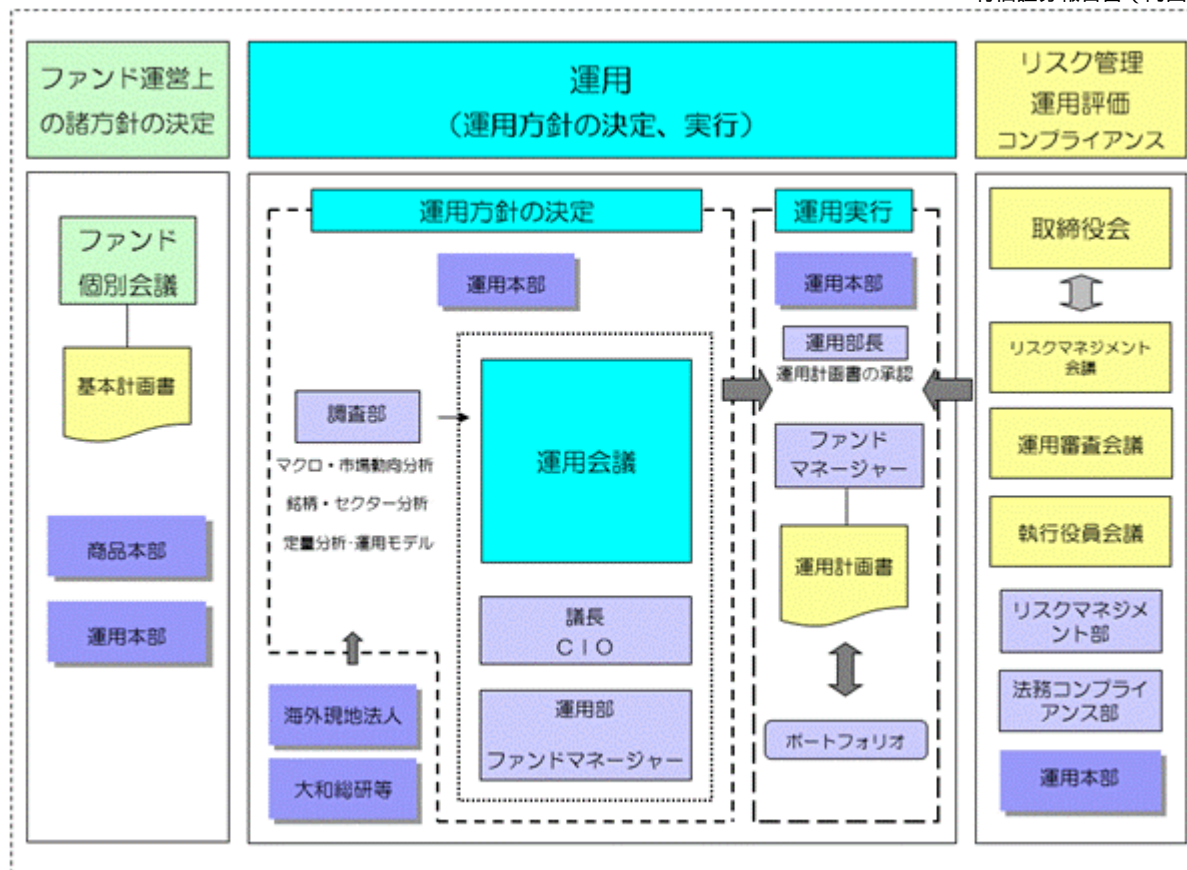 ファンド運営上
の諸方針の決定
運用
(運用方針の決定、実行)
リスク管理
運用評価
コンプライアンス
ファンド
個別会議
基本計画書
商品本部
運用本部
運用方針の決定
運用本部
調査部
マクロ・市場動向分析
銘柄・セクター分析
定量分析・運用モデル
運用会議
議長
CIO
運用部
ファンドマネージャー
海外現地法人
大和総研等
運用実行
運用本部
運用部長
運用計画書の承認
ファンド
マネージャー
運用計画書
ポートフォリオ
取締役会
リスクマネジメント
会議
運用審査会議
執行役員会議
リスクマネジメ
ント部
法務コンプライ
アンス部
運用本部